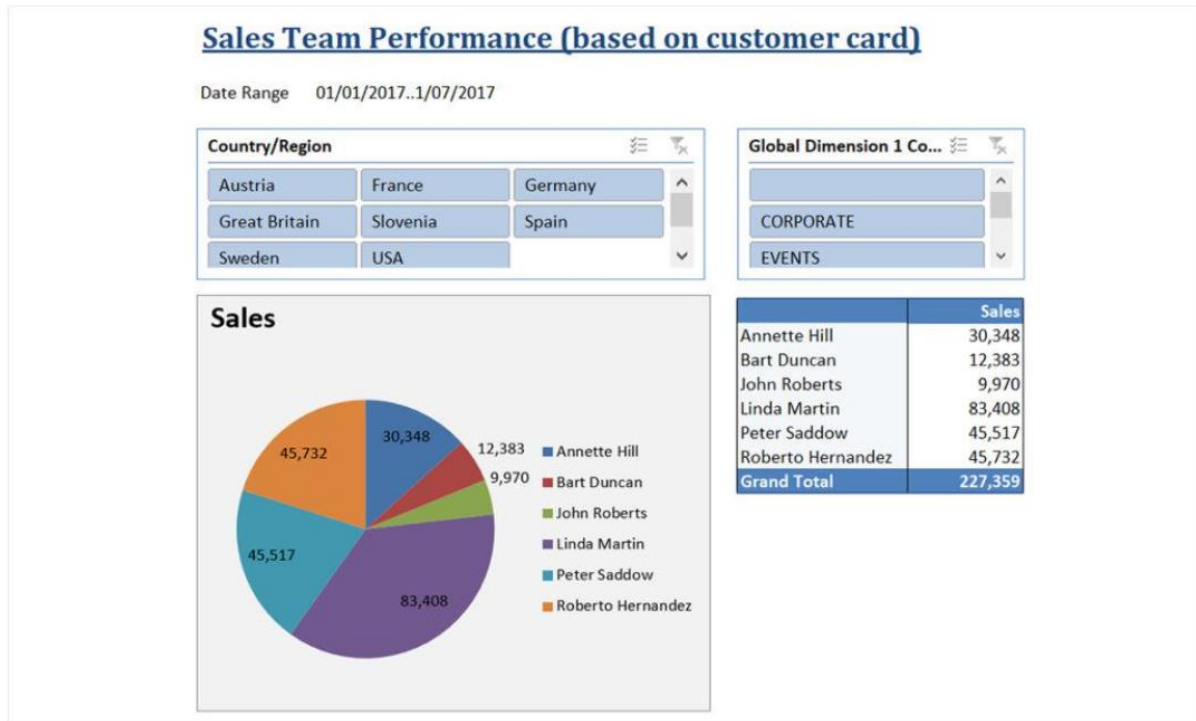 Sales Team Performance (based on customer card)
Date Range 01/01/2017..1/07/2017
Country/Region
Austria France Germany
Great Britain Slovenia Spain
Sweden USA
Global Dimension 1 Co...
CORPORATE
EVENTS
Sales
30,348
12,383
9,970
83,408
45,517
45,732
Annette Hill
Bart Duncan
John Roberts
Linda Martin
Peter Saddow
Roberto Hernandez
Sales
Annette Hill 30,348
Bart Duncan 12,383
John Roberts 9,970
Linda Martin 83,408
Peter Saddow 45,517
Roberto Hernandez 45,732
Grand Total 227,359